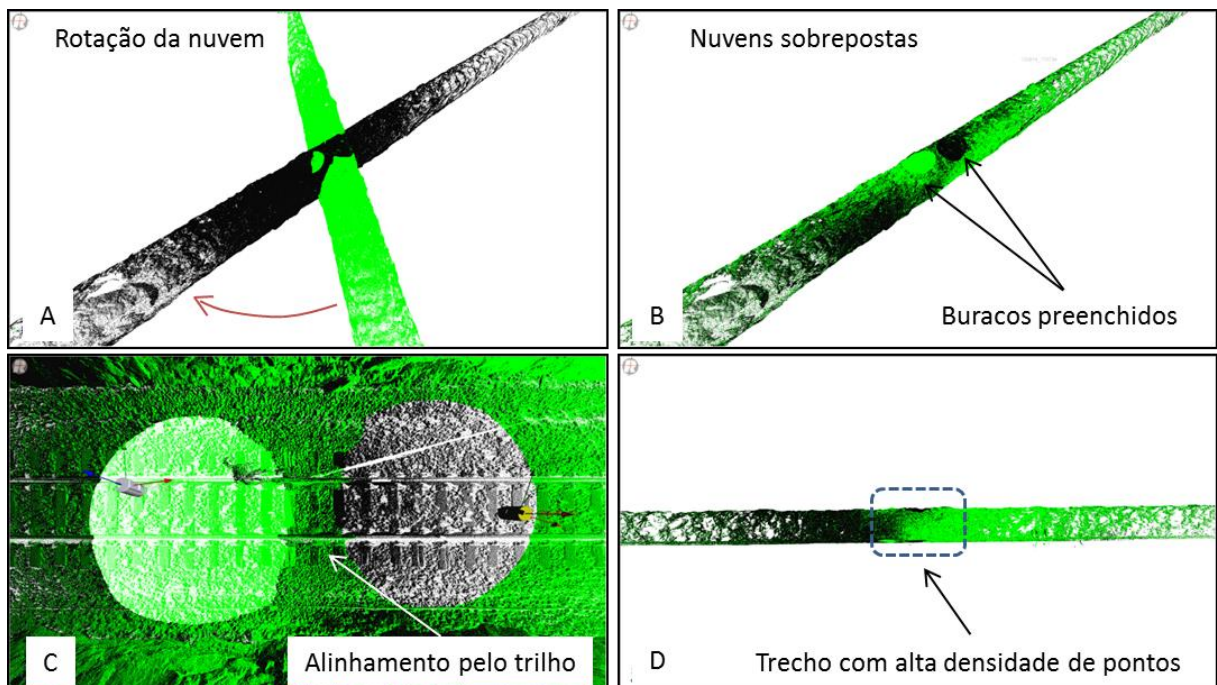 Rotação da nuvem
A
Nuvens sobrepostas
Buracos preenchidos
B
C
Alinhamento pelo trilho
D
Trecho com alta densidade de pontos